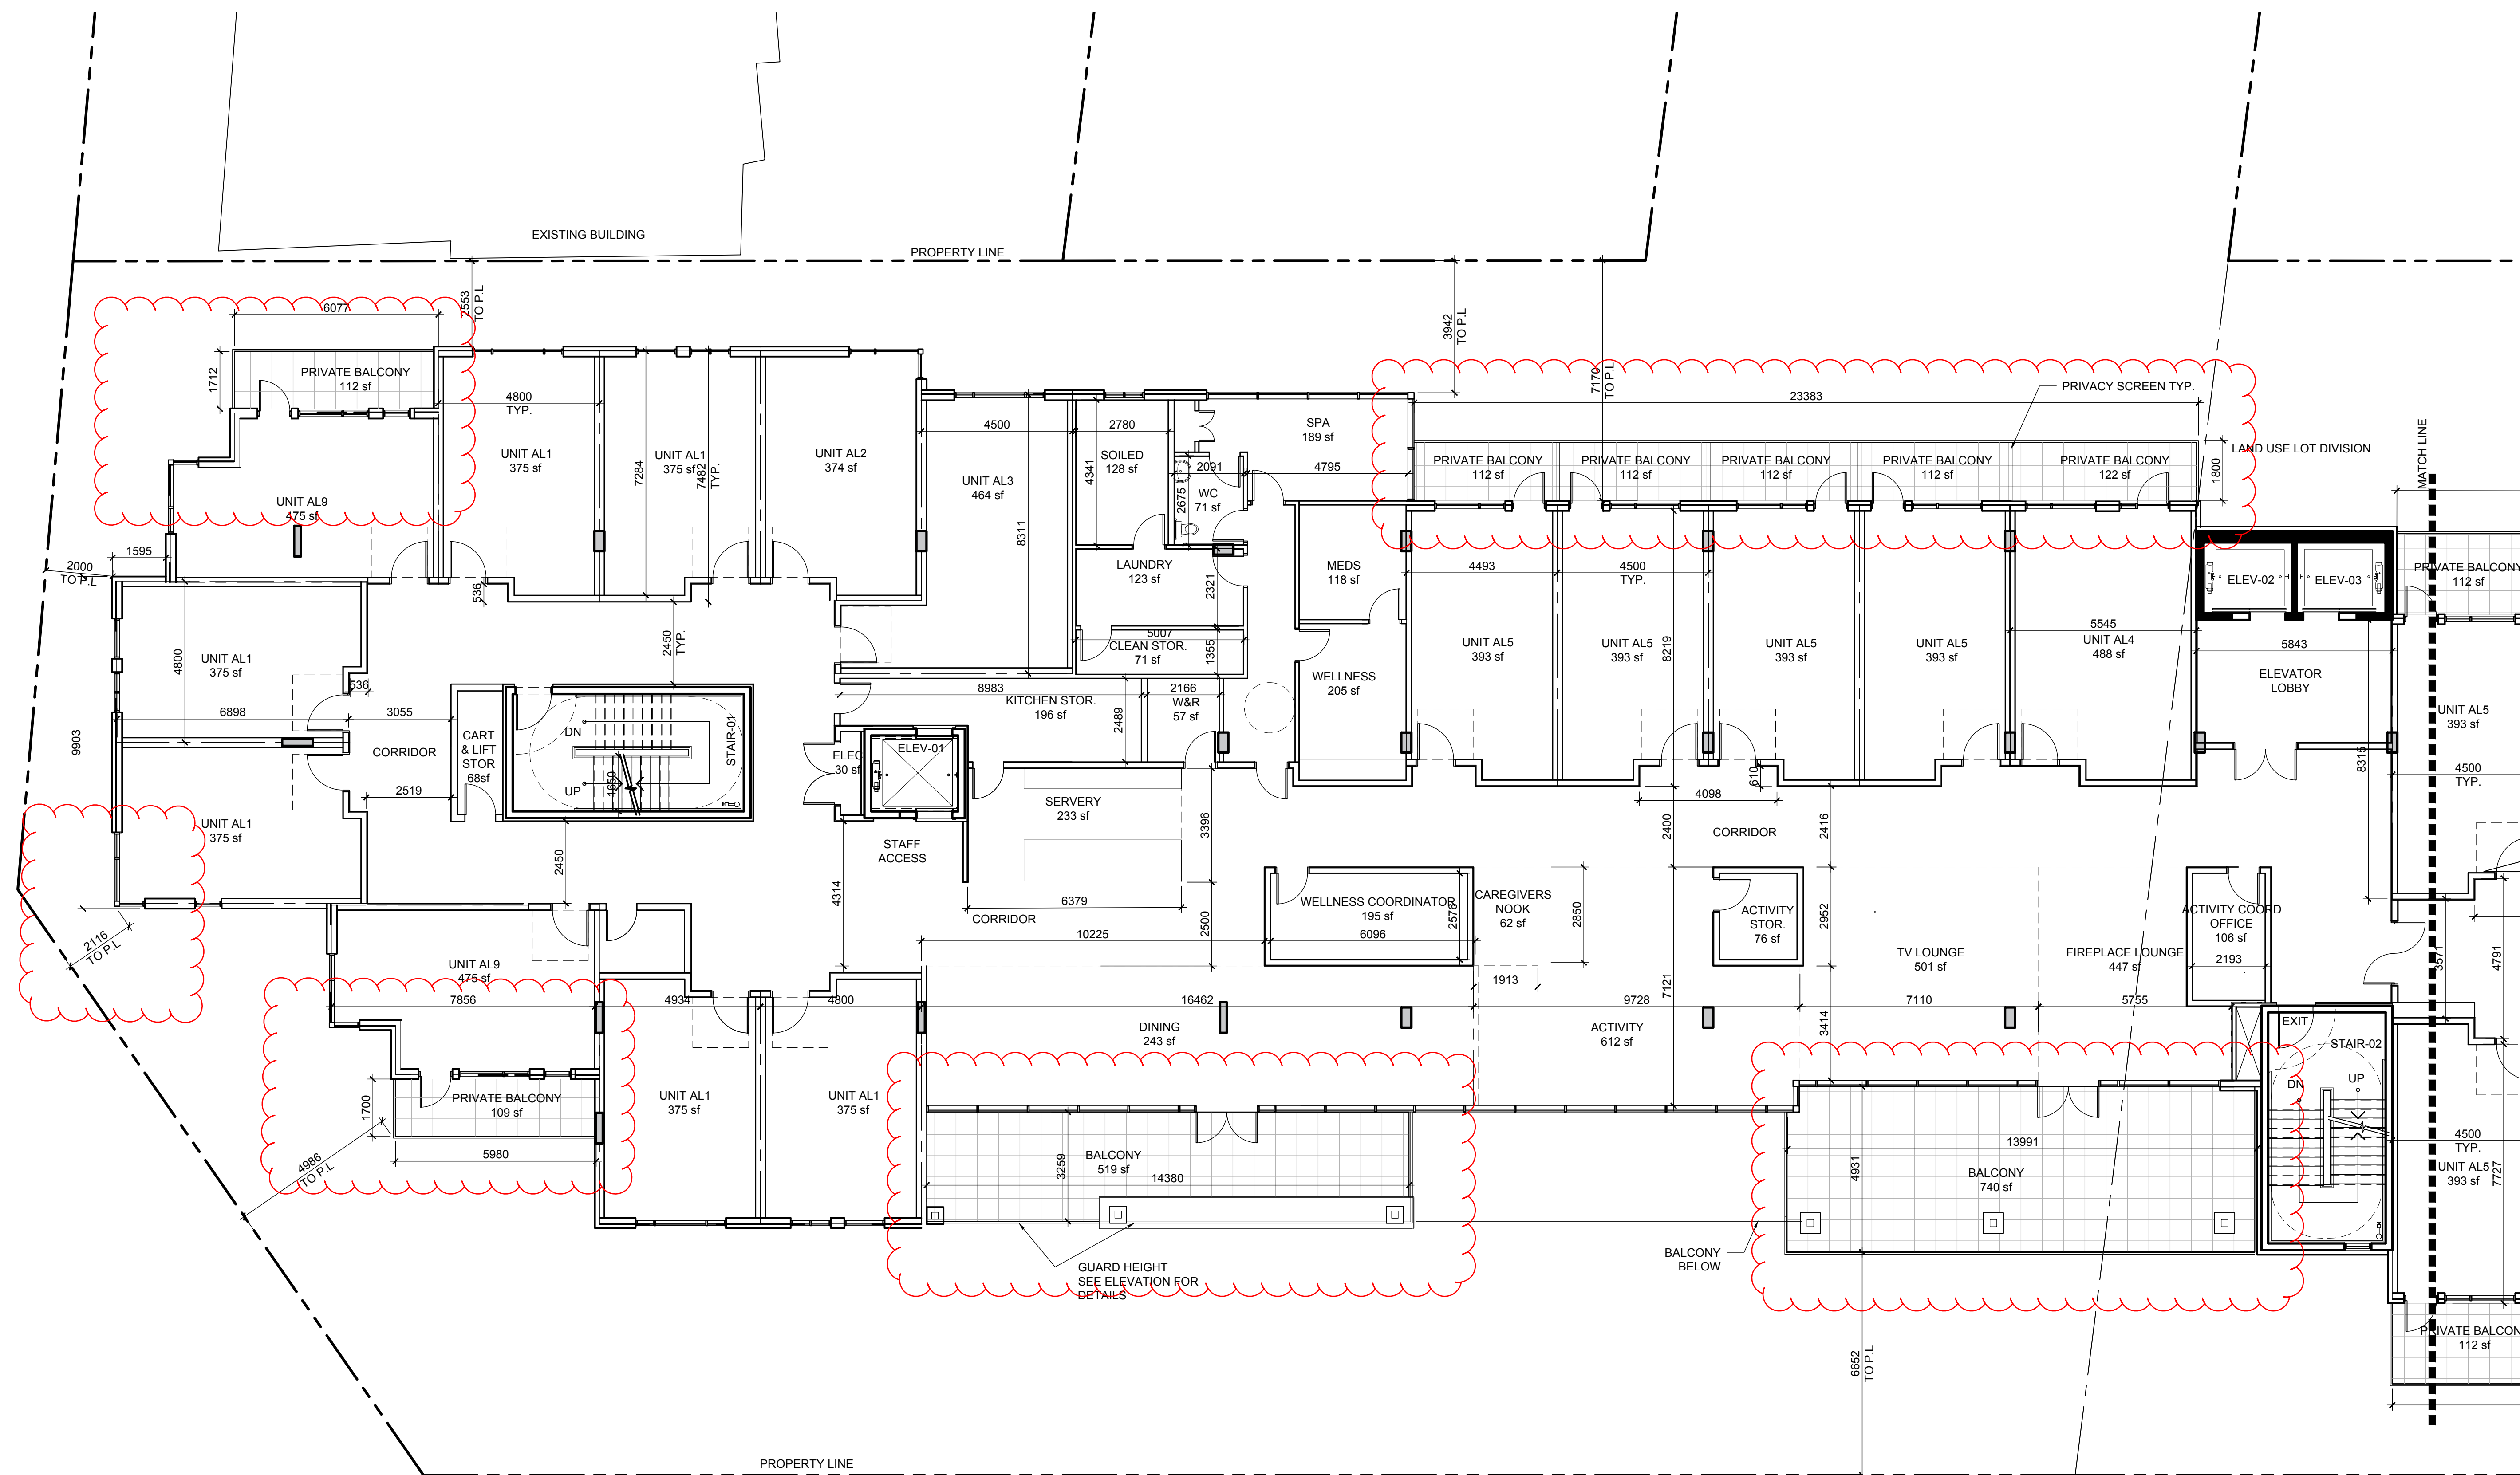 EXISTING BUILDING
PROPERTY LINE
6077
2553
TO P.L
3942
TO P.L
7170
TO P.L
23383
PRIVACY SCREEN TYP.
LAND USE LOT DIVISION
MATCH LINE
1712
PRIVATE BALCONY
112 sf
4800
TYP.
UNIT AL1
375 sf
7284
UNIT AL1
375 sf
7482
TYP.
UNIT AL2
374 sf
4500
2780
SPA
189 sf
SOILED
128 sf
4341
2091
4795
WC
71 sf
2675
UNIT AL3
464 sf
8311
PRIVATE BALCONY
112 sf
PRIVATE BALCONY
112 sf
PRIVATE BALCONY
112 sf
PRIVATE BALCONY
112 sf
PRIVATE BALCONY
122 sf
1800
UNIT AL9
475 sf
1595
2000
TO P.L
536
LAUNDRY
123 sf
2321
MEDS
118 sf
4493
4500
TYP.
ELEV-02
ELEV-03
PRIVATE BALCONY
112 sf
2450
TYP.
5007
CLEAN STOR.
71 sf
1355
UNIT AL5
393 sf
UNIT AL5
393 sf
8219
UNIT AL5
393 sf
UNIT AL5
393 sf
5545
UNIT AL4
488 sf
5843
ELEVATOR
LOBBY
UNIT AL1
375 sf
4800
536
6898
3055
9903
CORRIDOR
CART
& LIFT
STOR
68sf
DN
UP
1650
STAIR-01
8983
KITCHEN STOR.
196 sf
2489
2166
W&R
57 sf
WELLNESS
205 sf
ELEC
30 sf
ELEV-01
UNIT AL5
393 sf
8315
4500
TYP.
2519
UNIT AL1
375 sf
SERVERY
233 sf
3396
610
4098
2400
CORRIDOR
2416
STAFF
ACCESS
2450
4314
6379
CORRIDOR
2500
10225
WELLNESS COORDINATOR
195 sf
2576
6096
CAREGIVERS
NOOK
62 sf
2850
1913
ACTIVITY
STOR.
76 sf
2952
TV LOUNGE
501 sf
FIREPLACE LOUNGE
447 sf
ACTIVITY COORD
OFFICE
106 sf
2193
3571
4791
2116
TO P.L
UNIT AL9
475 sf
7856
4934
4800
16462
7121
9728
7110
5755
DINING
243 sf
ACTIVITY
612 sf
3414
EXIT
STAIR-02
DN
UP
1700
PRIVATE BALCONY
109 sf
5980
4986
TO P.L
UNIT AL1
375 sf
UNIT AL1
375 sf
BALCONY
519 sf
3259
14380
13991
4931
BALCONY
740 sf
4500
TYP.
UNIT AL5
393 sf
7727
GUARD HEIGHT
SEE ELEVATION FOR
DETAILS
BALCONY
BELOW
6652
TO P.L
PRIVATE BALCON
112 sf
PROPERTY LINE